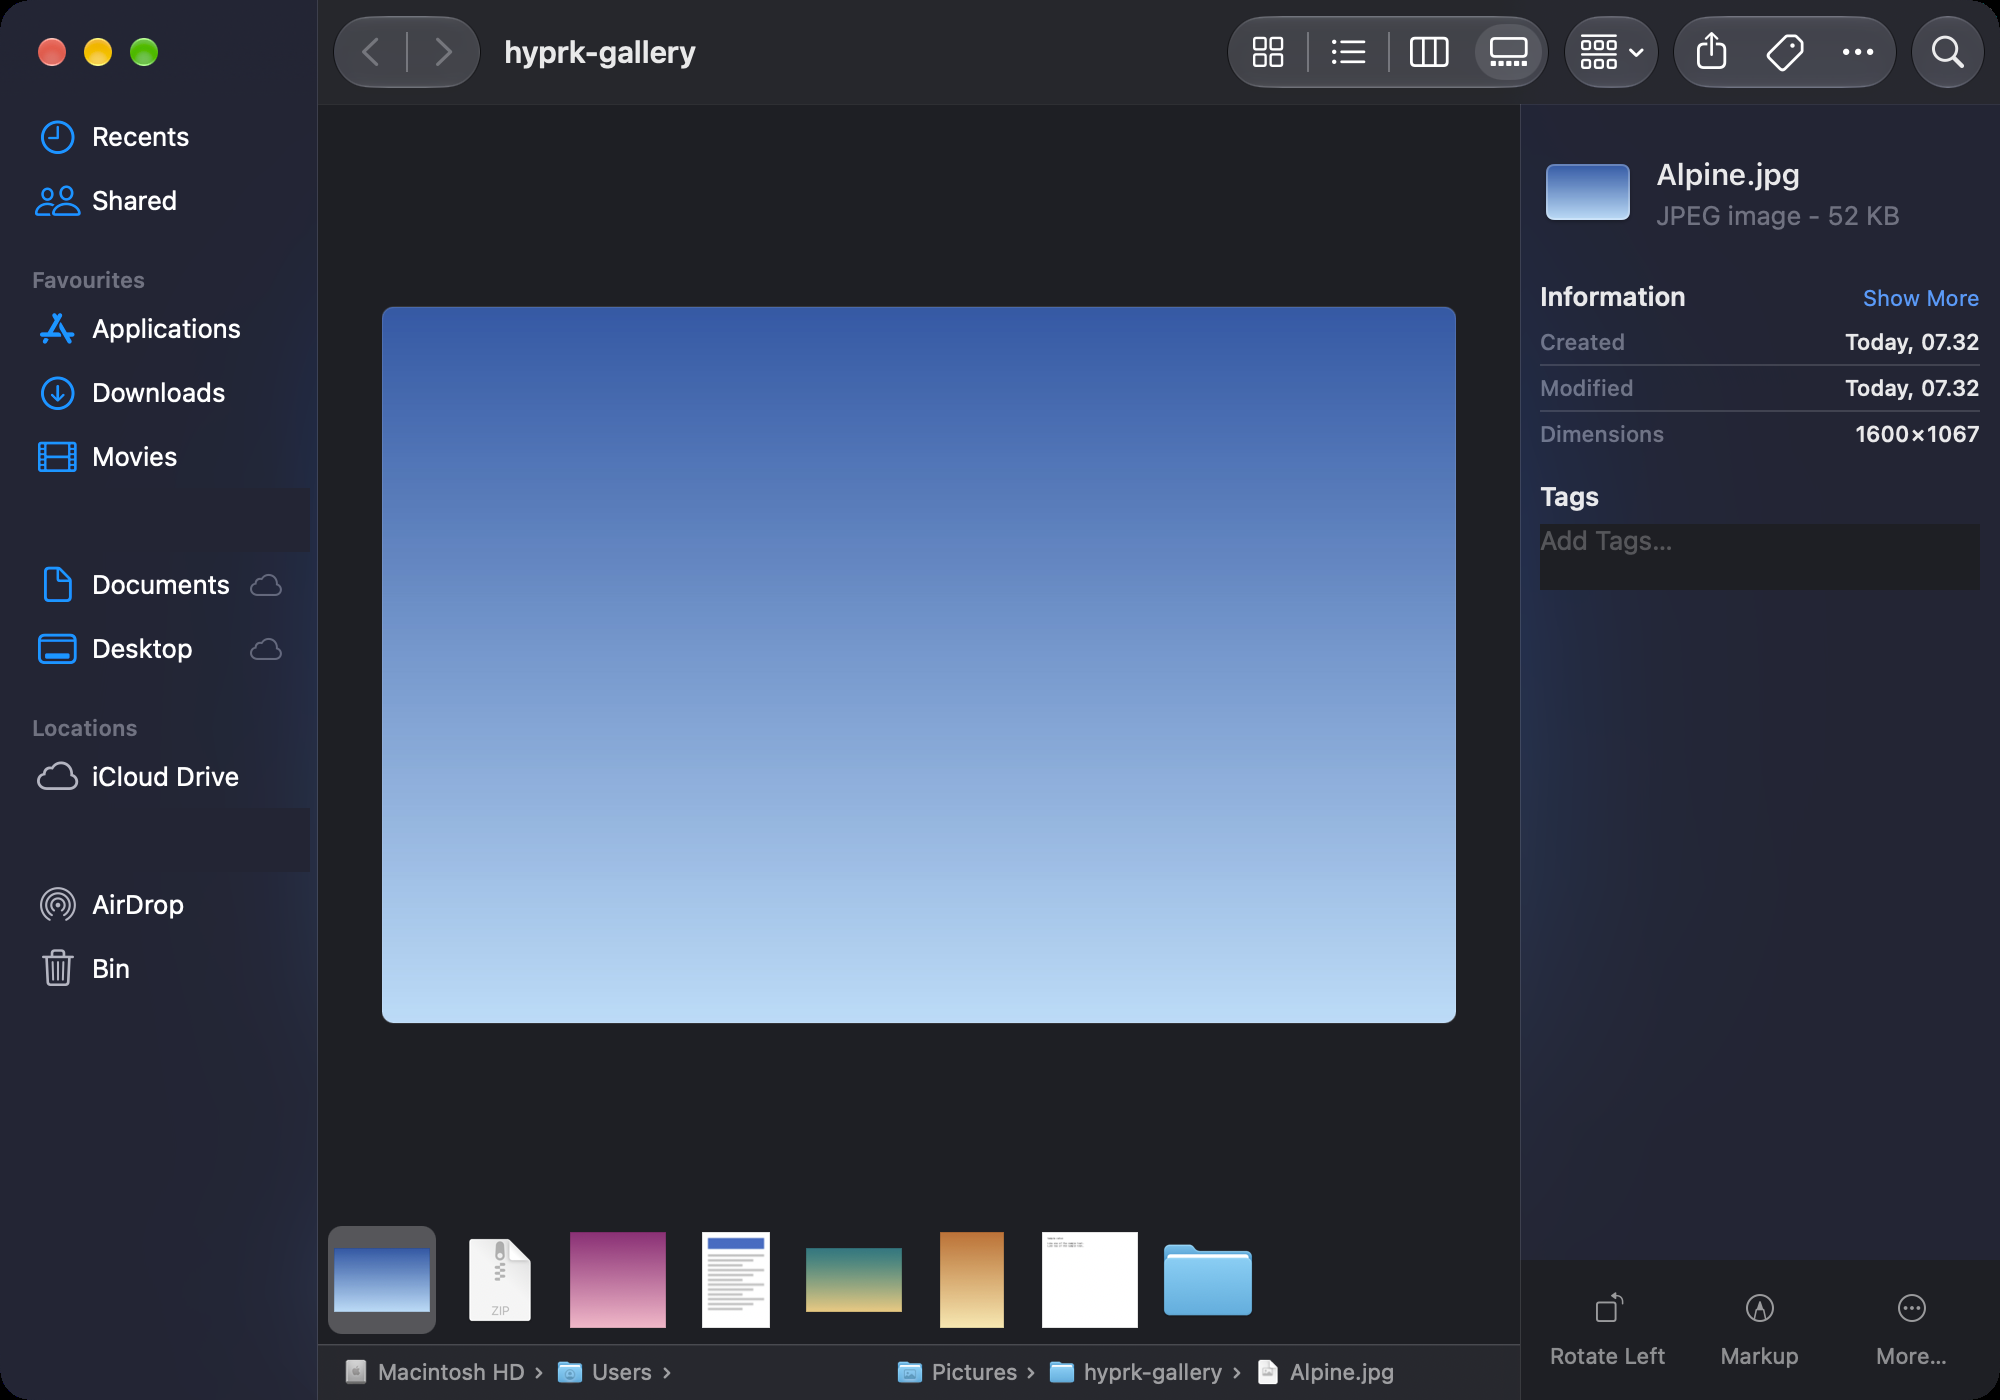 hyprk-gallery
Recents
Shared
Favourites
Applications
Downloads
Movies
Documents
Desktop
Locations
iCloud Drive
AirDrop
Bin
Alpine.jpg
JPEG image - 52 KB
Information
Show More
Created
Today, 07.32
Modified
Today, 07.32
Dimensions
1600×1067
Tags
Add Tags...
ZIP
Macintosh HD › Users › Pictures › hyprk-gallery › Alpine.jpg
Rotate Left
Markup
More...